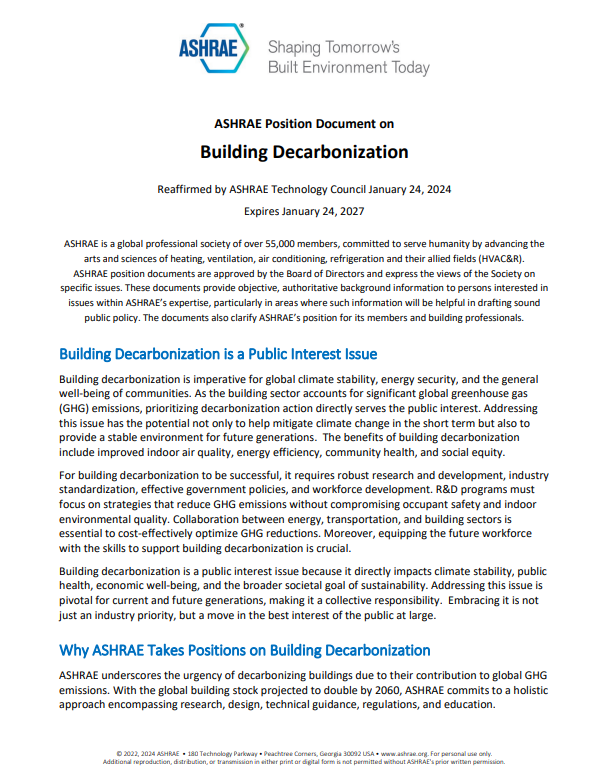 ASHRAE®
Shaping Tomorrow's
Built Environment Today
ASHRAE Position Document on
Building Decarbonization
Reaffirmed by ASHRAE Technology Council January 24, 2024
Expires January 24, 2027
ASHRAE is a global professional society of over 55,000 members, committed to serve humanity by advancing the
arts and sciences of heating, ventilation, air conditioning, refrigeration and their allied fields (HVAC&R).
ASHRAE position documents are approved by the Board of Directors and express the views of the Society on
specific issues. These documents provide objective, authoritative background information to persons interested in
issues within ASHRAE's expertise, particularly in areas where such information will be helpful in drafting sound
public policy. The documents also clarify ASHRAE's position for its members and building professionals.
Building Decarbonization is a Public Interest Issue
Building decarbonization is imperative for global climate stability, energy security, and the general
well-being of communities. As the building sector accounts for significant global greenhouse gas
(GHG) emissions, prioritizing decarbonization action directly serves the public interest. Addressing
this issue has the potential not only to help mitigate climate change in the short term but also to
provide a stable environment for future generations.  The benefits of building decarbonization
include improved indoor air quality, energy efficiency, community health, and social equity.
For building decarbonization to be successful, it requires robust research and development, industry
standardization, effective government policies, and workforce development. R&D programs must
focus on strategies that reduce GHG emissions without compromising occupant safety and indoor
environmental quality. Collaboration between energy, transportation, and building sectors is
essential to cost-effectively optimize GHG reductions. Moreover, equipping the future workforce
with the skills to support building decarbonization is crucial.
Building decarbonization is a public interest issue because it directly impacts climate stability, public
health, economic well-being, and the broader societal goal of sustainability. Addressing this issue is
pivotal for current and future generations, making it a collective responsibility.  Embracing it is not
just an industry priority, but a move in the best interest of the public at large.
Why ASHRAE Takes Positions on Building Decarbonization
ASHRAE underscores the urgency of decarbonizing buildings due to their contribution to global GHG
emissions. With the global building stock projected to double by 2060, ASHRAE commits to a holistic
approach encompassing research, design, technical guidance, regulations, and education.
© 2022, 2024 ASHRAE • 180 Technology Parkway • Peachtree Corners, Georgia 30092 USA • www.ashrae.org. For personal use only.
Additional reproduction, distribution, or transmission in either print or digital form is not permitted without ASHRAE's prior written permission.